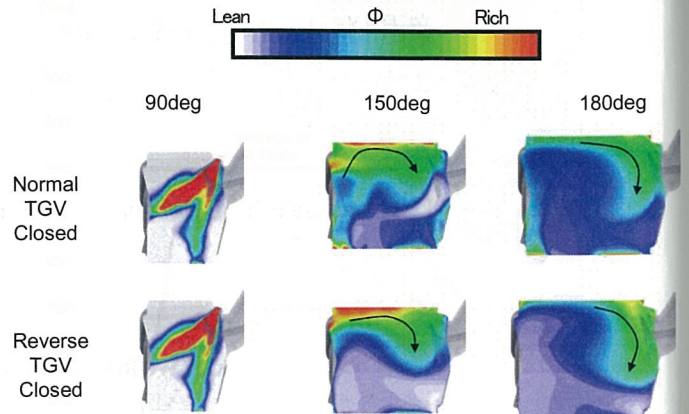 Lean Φ Rich
90deg 150deg 180deg
Normal
TGV
Closed
Reverse
TGV
Closed